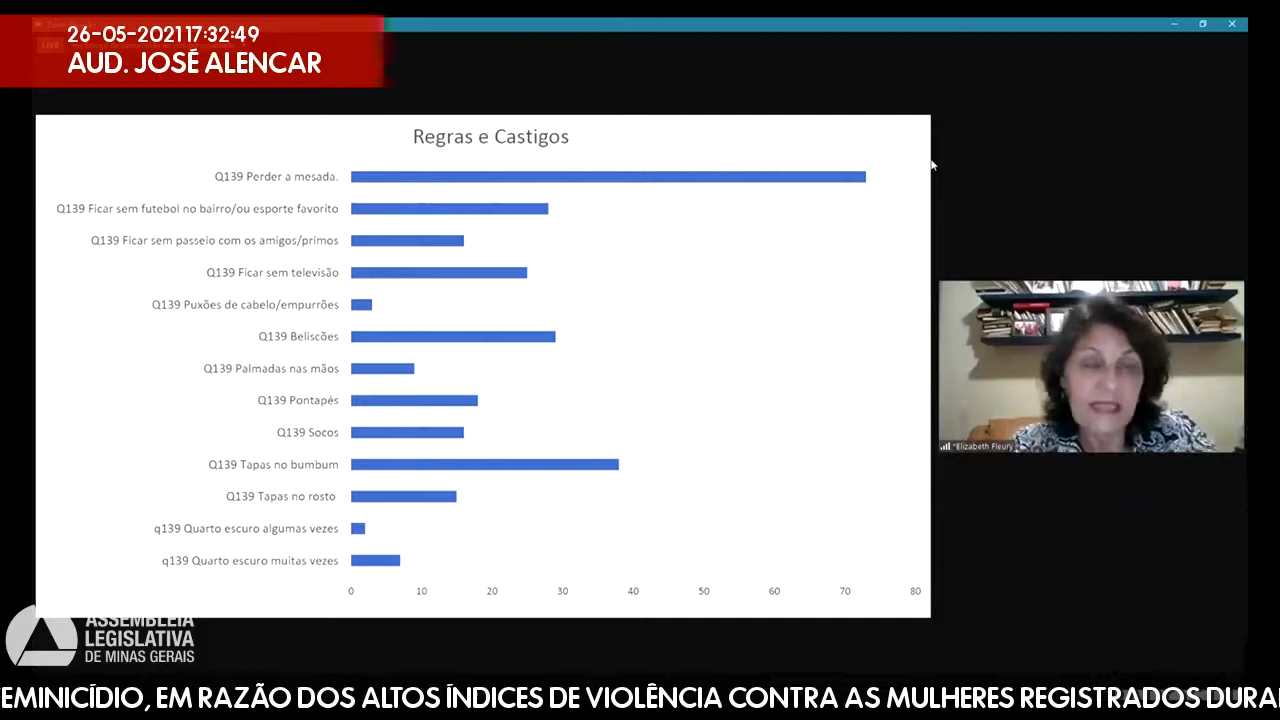 26-05-2021 17:32:49
AUD. JOSÉ ALENCAR
LIVE
Regras e Castigos
Q139 Perder a mesada.
Q139 Ficar sem futebol no bairro/ou esporte favorito
Q139 Ficar sem passeio com os amigos/primos
Q139 Ficar sem televisão
Q139 Puxões de cabelo/empurrões
Q139 Beliscões
Q139 Palmadas nas mãos
Q139 Pontapés
Q139 Socos
Q139 Tapas no bumbum
Q139 Tapas no rosto
q139 Quarto escuro algumas vezes
q139 Quarto escuro muitas vezes
0 10 20 30 40 50 60 70 80
*Elizabeth Fleury
ASSEMBLEIA
LEGISLATIVA
DE MINAS GERAIS
EMINICÍDIO, EM RAZÃO DOS ALTOS ÍNDICES DE VIOLÊNCIA CONTRA AS MULHERES REGISTRADOS DURA